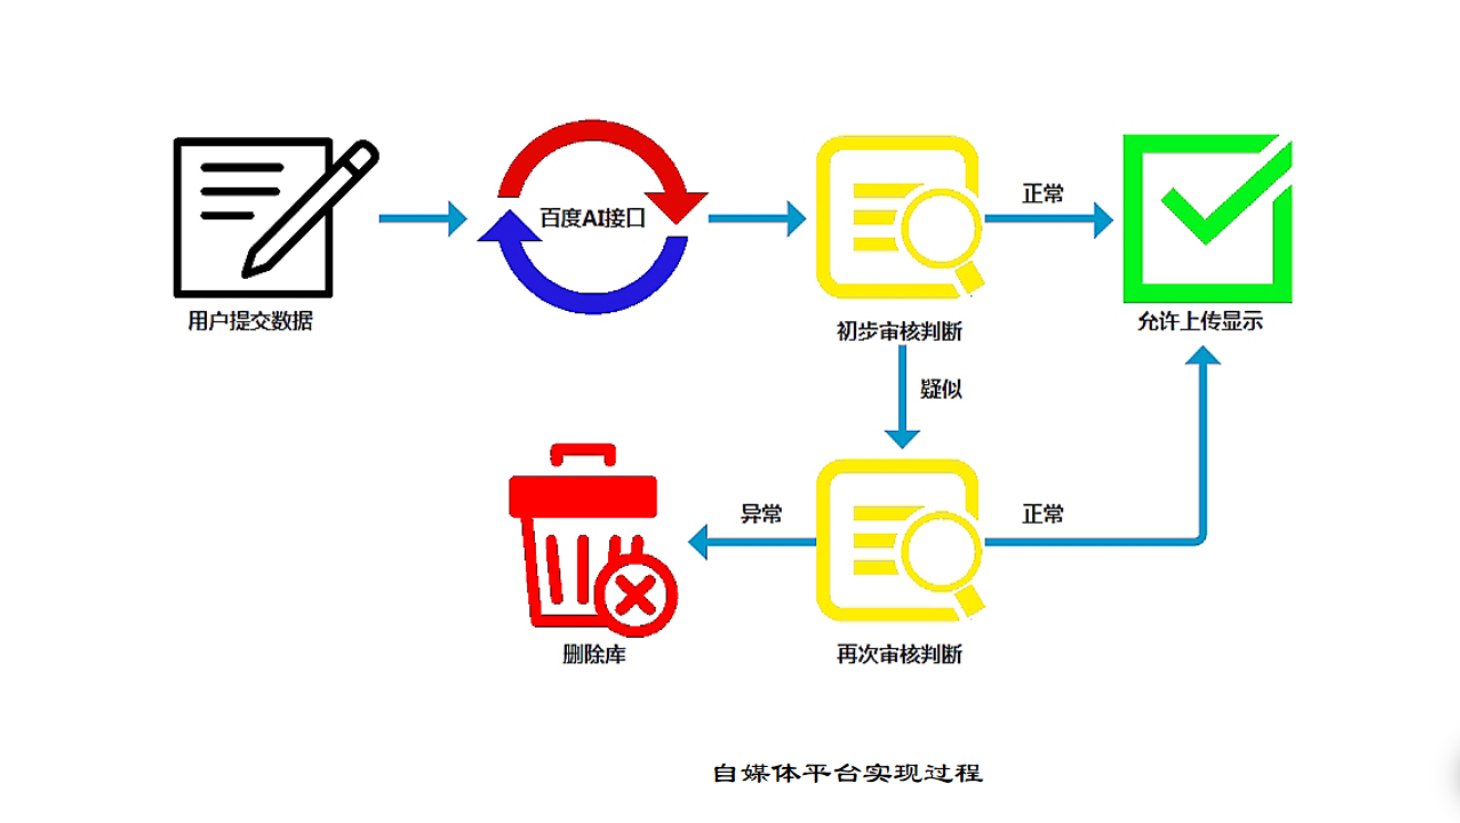 百度AI接口
正常
用户提交数据
初步审核判断
允许上传显示
疑似
异常
正常
删除库
再次审核判断
自媒体平台实现过程